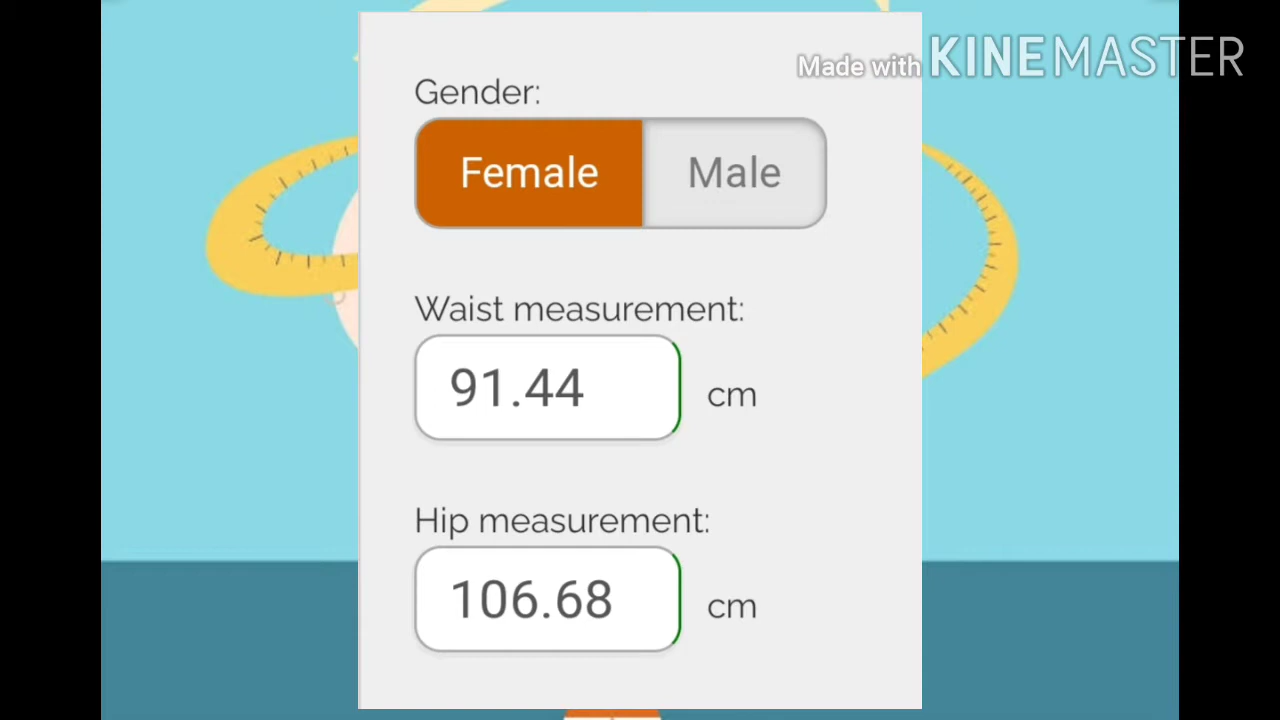 Made with KINEMASTER
Gender:
Female Male
Waist measurement:
91.44 cm
Hip measurement:
106.68 cm